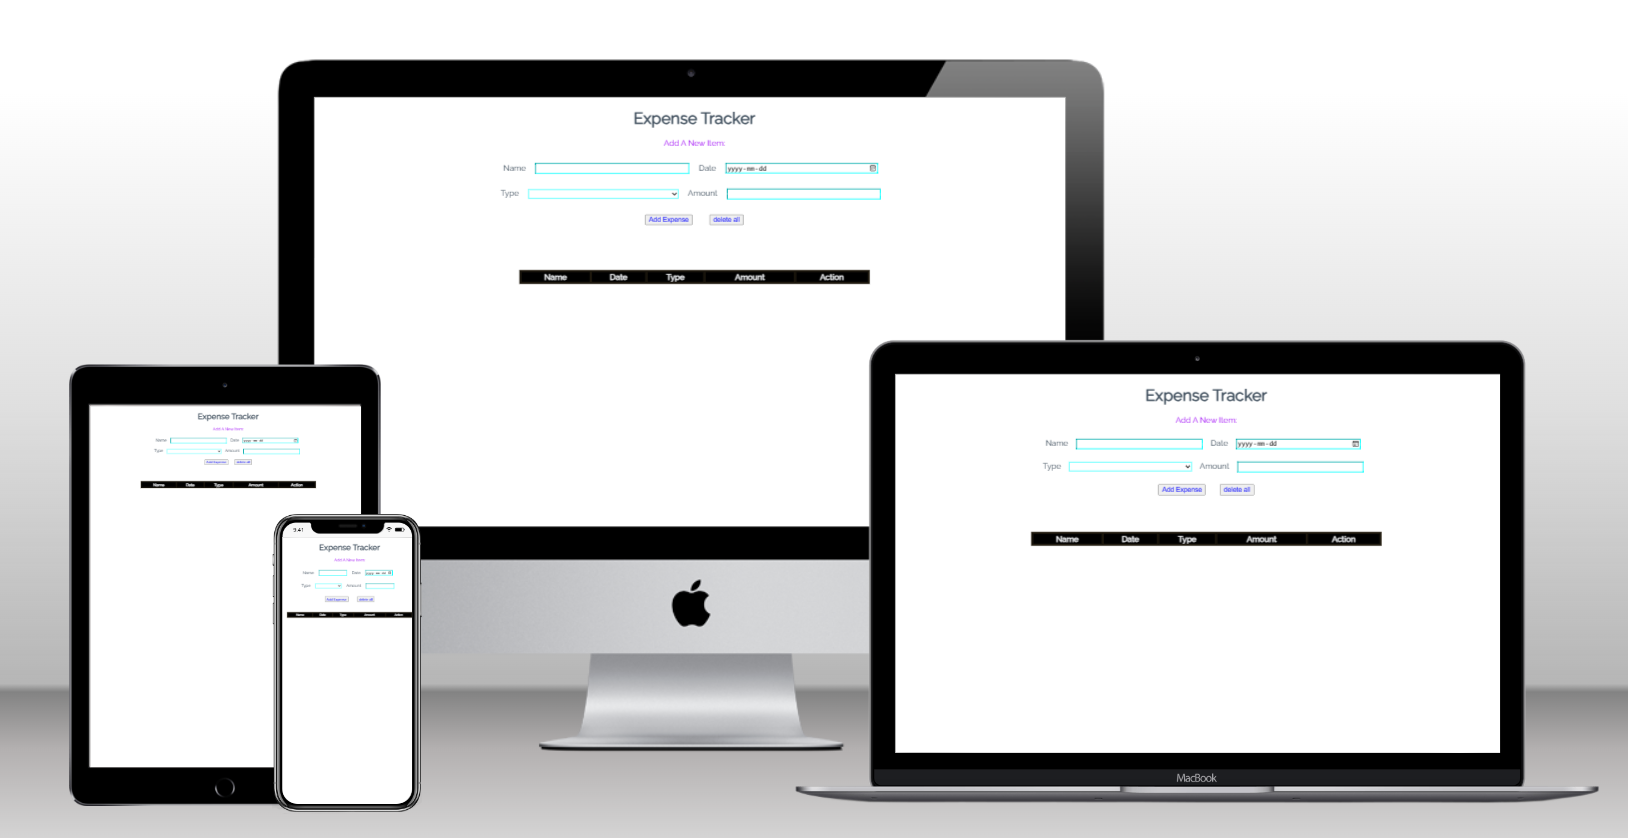 Expense Tracker
Add A New Item:
Name Date yyyy-mm-dd
Type Amount
Add Expense delete all
Name Date Type Amount Action
Expense Tracker
Add A New Item:
Name Date yyyy-mm-dd
Type Amount
Add Expense delete all
Name Date Type Amount Action
MacBook
Expense Tracker
Add A New Item:
Name Date yyyy-mm-dd
Type Amount
Add Expense delete all
Name Date Type Amount Action
3:41
Expense Tracker
Add A New Item:
Name Date yyyy-mm-dd
Type Amount
Add Expense delete all
Name Date Type Amount Action